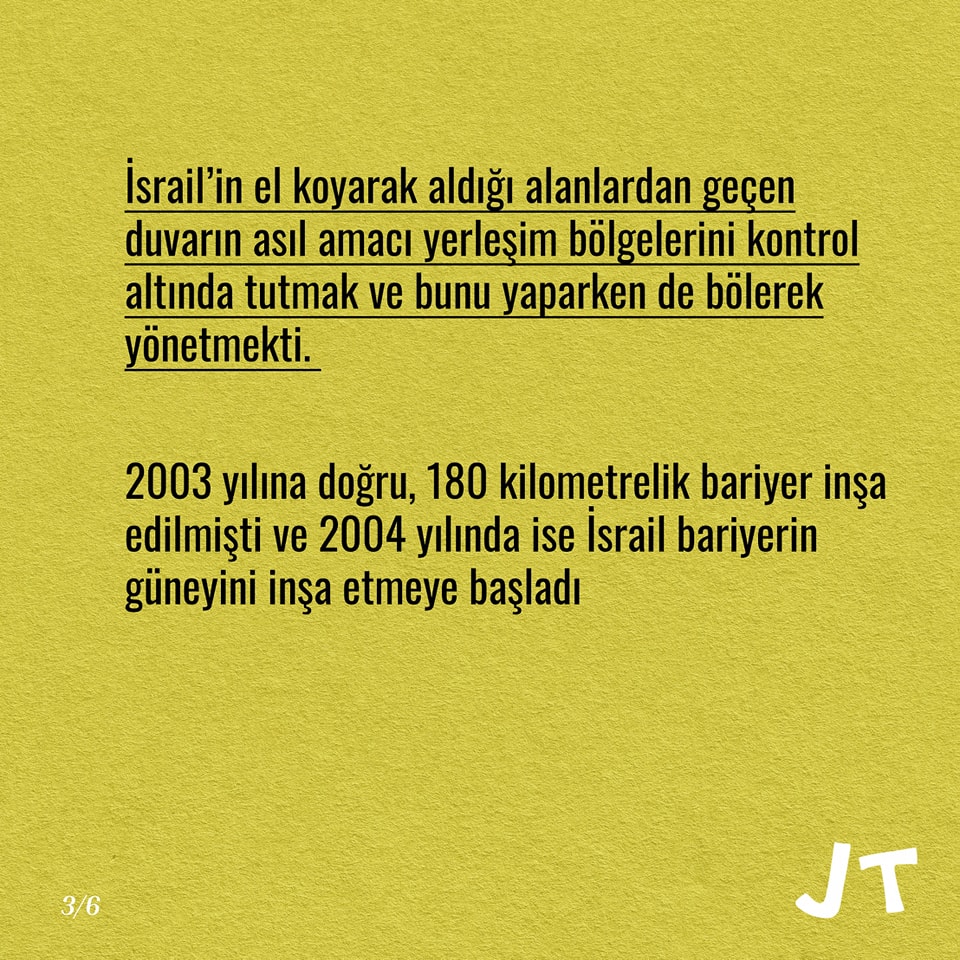 İsrail’in el koyarak aldığı alanlardan geçen
duvarın asıl amacı yerleşim bölgelerini kontrol
altında tutmak ve bunu yaparken de bölerek
yönetmekti.
2003 yılına doğru, 180 kilometrelik bariyer inşa
edilmişti ve 2004 yılında ise İsrail bariyerin
güneyini inşa etmeye başladı
3/6
JT